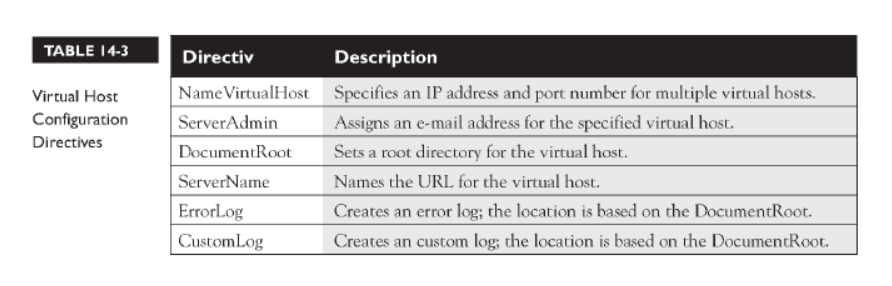 TABLE 14-3
Virtual Host
Configuration
Directives
Directiv Description
NameVirtualHost Specifies an IP address and port number for multiple virtual hosts.
ServerAdmin Assigns an e-mail address for the specified virtual host.
DocumentRoot Sets a root directory for the virtual host.
ServerName Names the URL for the virtual host.
ErrorLog Creates an error log; the location is based on the DocumentRoot.
CustomLog Creates an custom log; the location is based on the DocumentRoot.